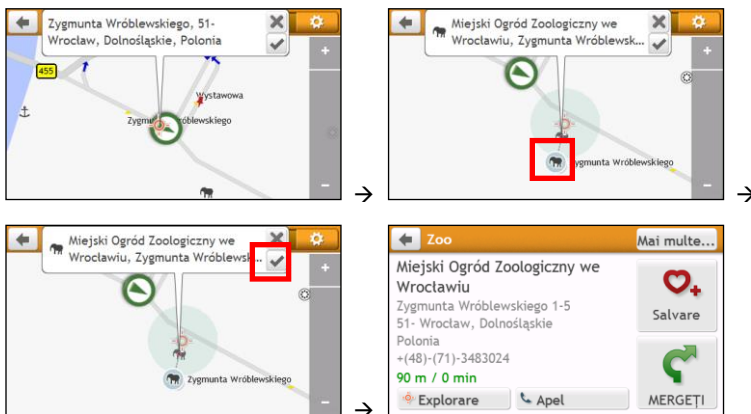 Zygmunta Wróblewskiego, 51-
Wrocław, Dolnośląskie, Polonia
+
455
Wystawowa
Zygmu
óblewskiego
-
→
Miejski Ogród Zoologiczny we
Wrocławiu, Zygmunta Wróblewsk...
+
Zygmunta Wróblewskiego
-
→
Miejski Ogród Zoologiczny we
Wrocławiu, Zygmunta Wróblewsk...
+
Zygmunta Wróblewskiego
-
→
Zoo
Mai multe...
Miejski Ogród Zoologiczny we
Wrocławiu
Zygmunta Wróblewskiego 1-5
51- Wrocław, Dolnośląskie
Polonia
+(48)-(71)-3483024
90 m / 0 min
Explorare
Apel
Salvare
MERGEȚI